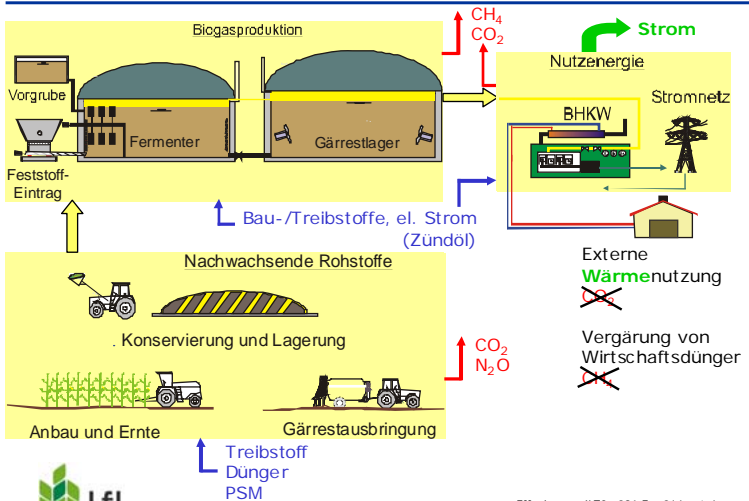 Biogasproduktion
CH4
CO2
Strom
Nutzenergie
Vorgrube
Fermenter
Gärrestlager
BHKW
Stromnetz
Feststoff-
Eintrag
Bau-/Treibstoffe, el. Strom
(Zündöl)
Externe
Wärmenutzung
CO2
Nachwachsende Rohstoffe
. Konservierung und Lagerung
Vergärung von
Wirtschaftsdünger
CH4
CO2
N2O
Anbau und Ernte
Gärrestausbringung
Treibstoff
Dünger
PSM
LfL